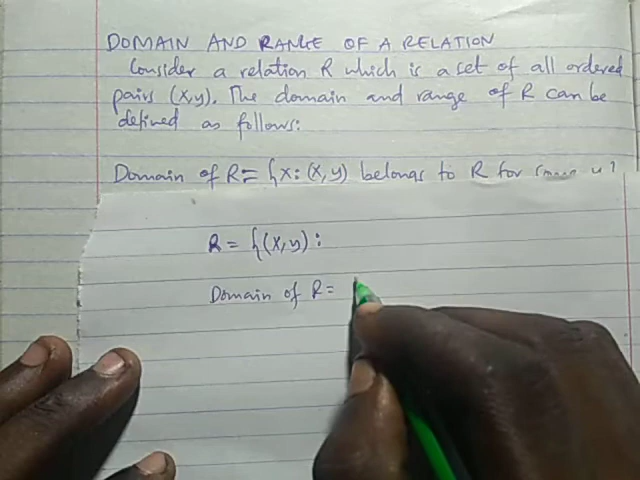 DOMAIN AND RANGE OF A RELATION
Consider a relation R which is a set of all ordered
pairs (x,y). The domain and range of R can be
defined as follows:
Domain of R = {x: (x,y) belongs to R for
R = {(x,y) :
Domain of R =